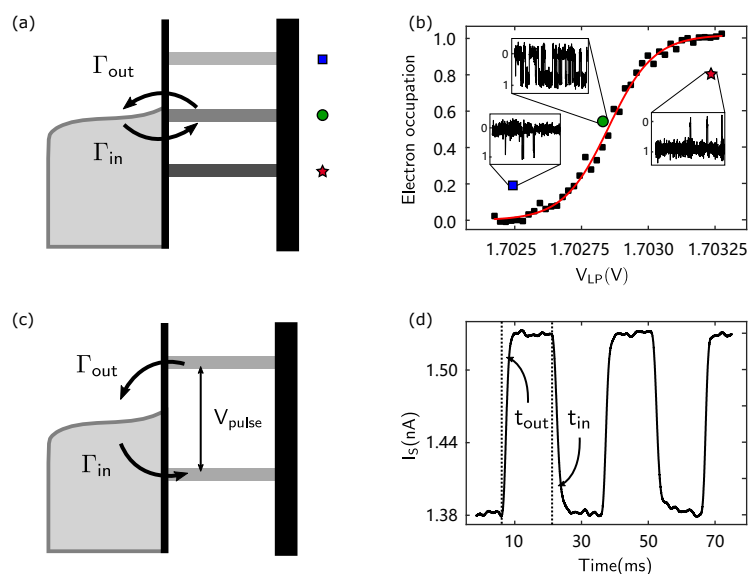 (a)
Γout
Γin
(b)
Electron occupation
1.0
0.8
0.6
0.4
0.2
0.0
0
1
0
1
0
1
1.7025
1.70275
1.703
1.70325
VLP(V)
(c)
Γout
Γin
Vpulse
(d)
IS(nA)
1.50
1.44
1.38
tout
tin
10
30
50
70
Time(ms)